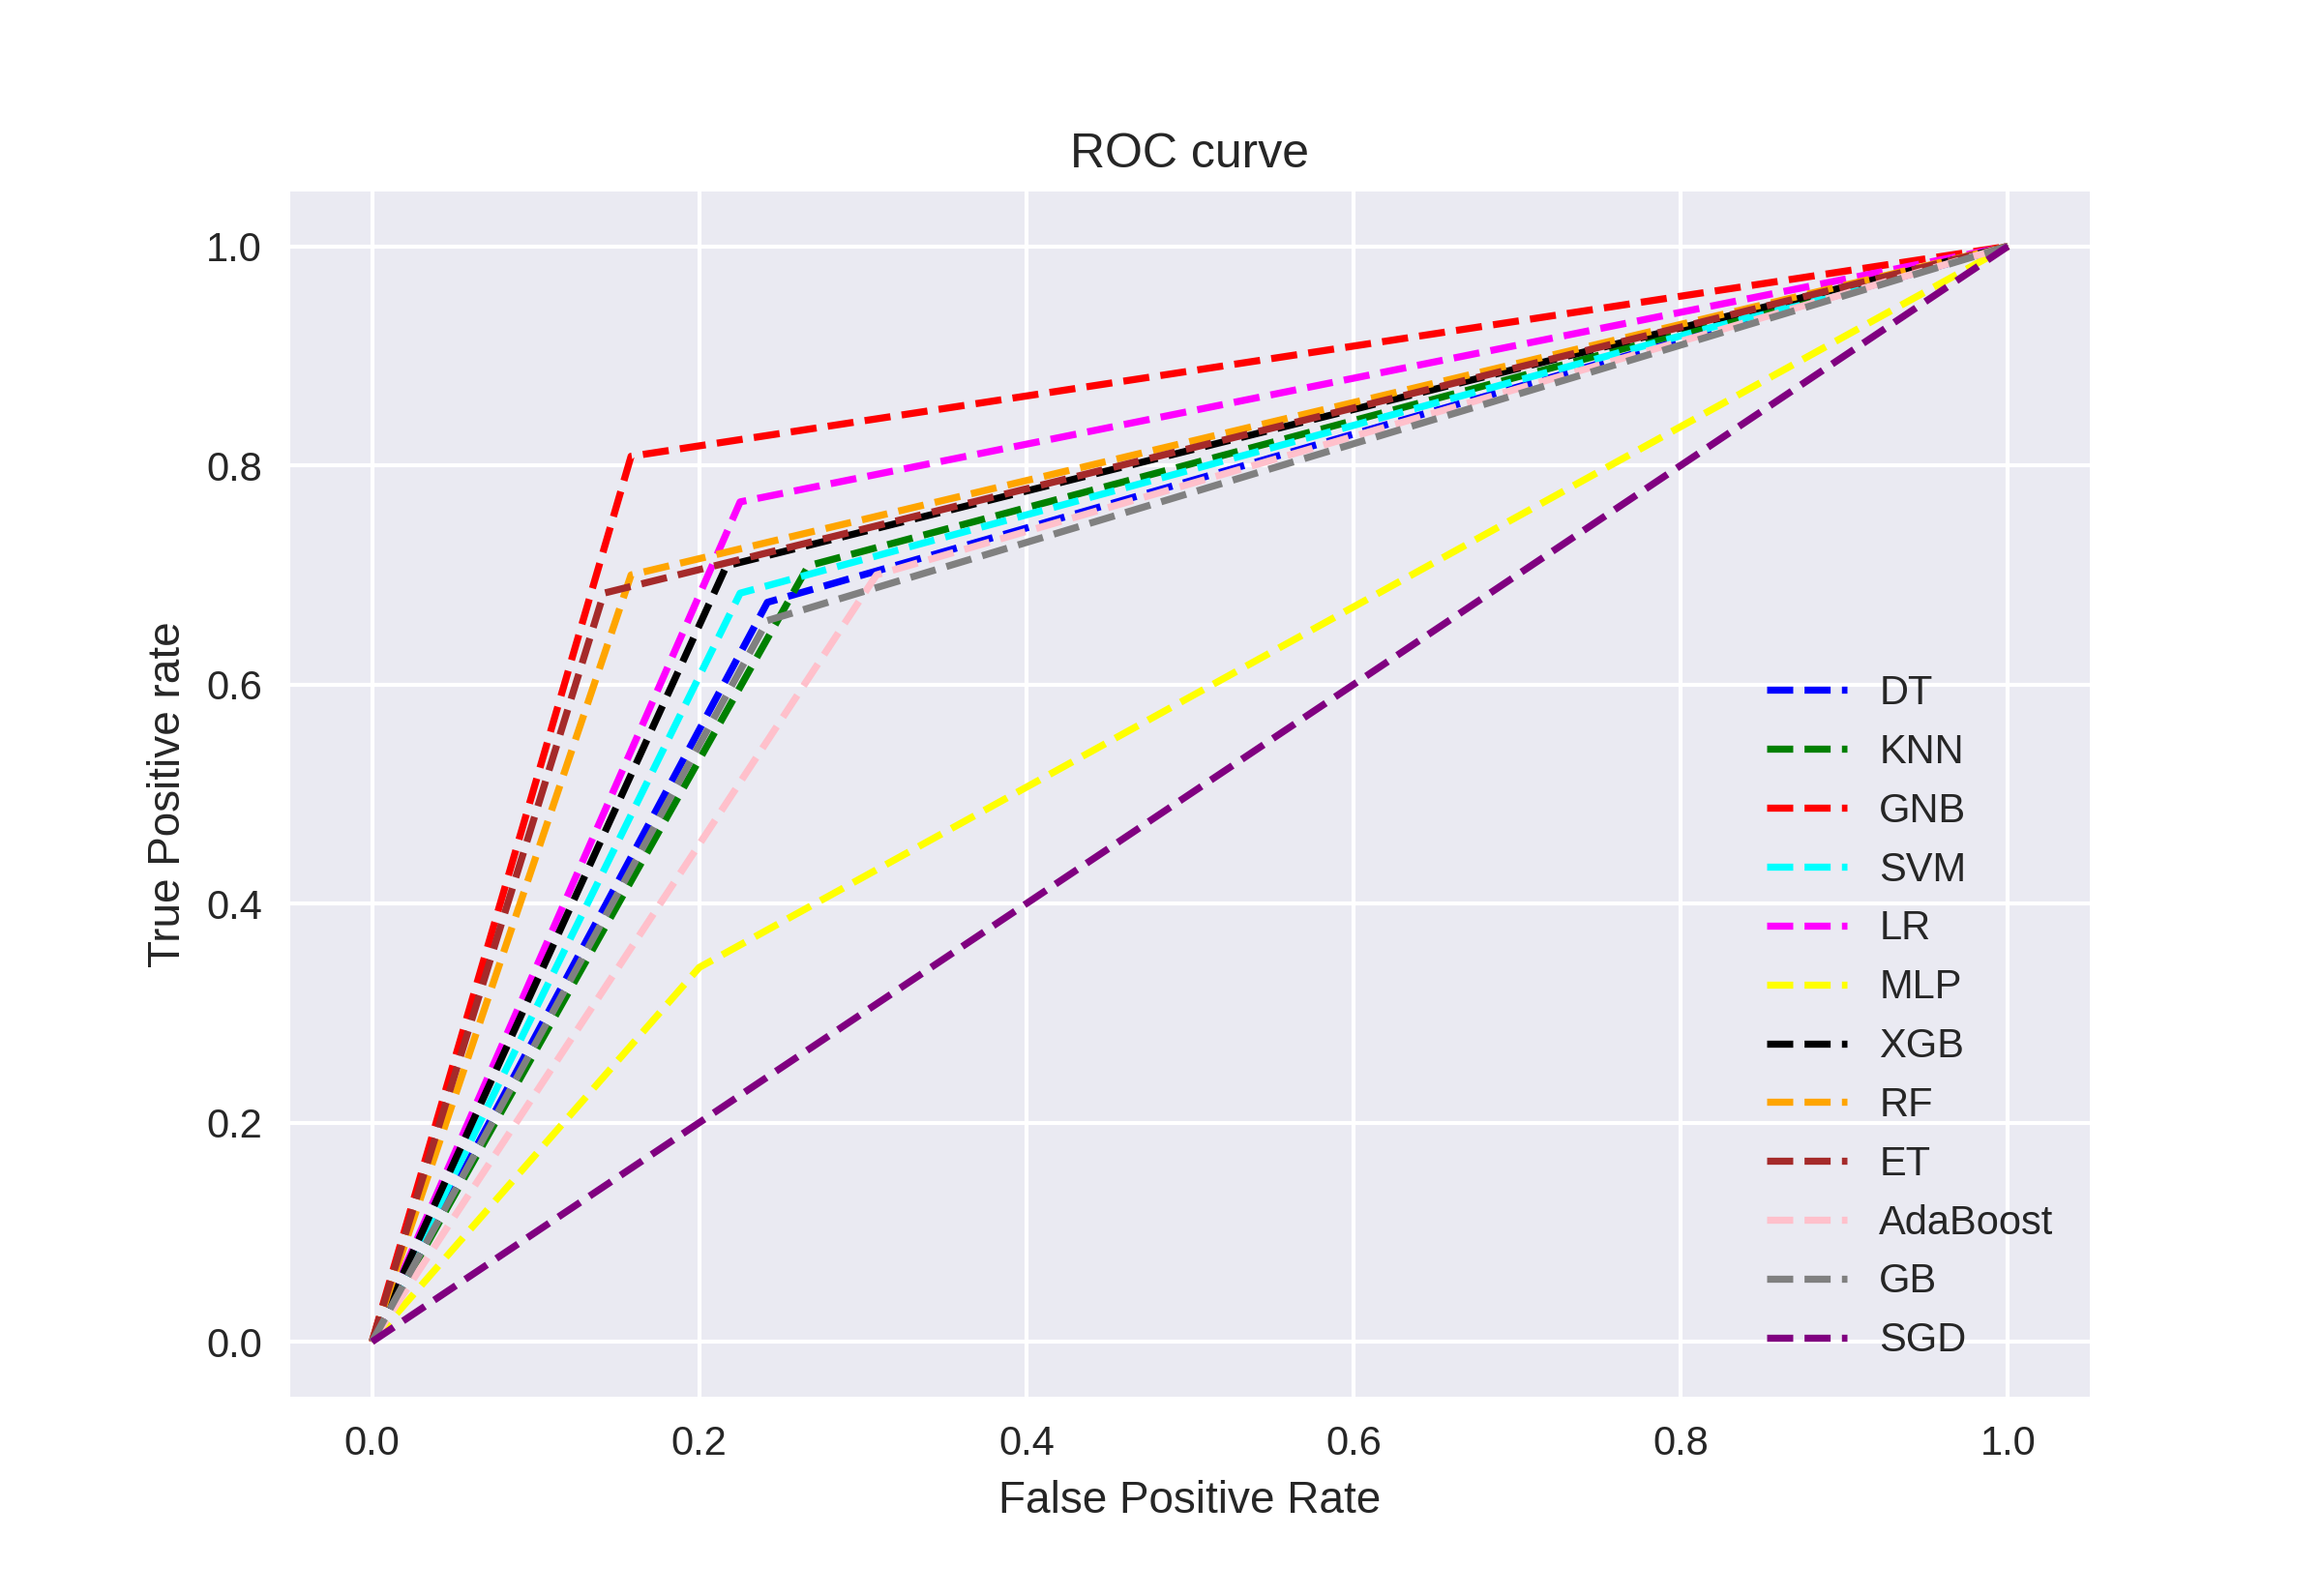 ROC curve
True Positive rate
1.0
0.8
0.6
0.4
0.2
0.0
DT
KNN
GNB
SVM
LR
MLP
XGB
RF
ET
AdaBoost
GB
SGD
0.0 0.2 0.4 0.6 0.8 1.0
False Positive Rate